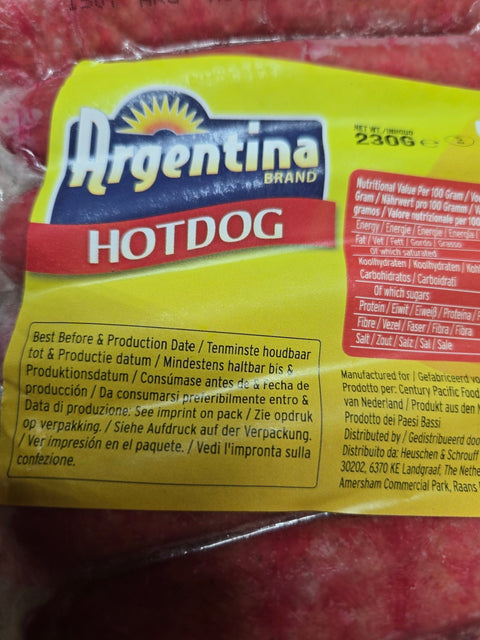 Argentina
BRAND
HOTDOG
NET WT./INHOUD
230G e
Nutritional Value Per 100 Gram /
Gram / Nährwert pro 100 Gramm /
gramos / Valore nutrizionale per 100
Energy / Energie / Energie / Energía /
Fat / Vet / Fett / Gordo / Grasso
Of which saturated
Koolhydraten / Koolhydraten /
Carbohidratos / Carboidrati
Of which sugars
Protein / Eiwit / Eiweiß / Proteína /
Fibre / Vezel / Faser / Fibra / Fibra
Salt / Zout / Salz / Sal / Sale
Best Before & Production Date / Tenminste houdbaar
tot & Productie datum / Mindestens haltbar bis &
Produktionsdatum / Consúmase antes de & fecha de
producción / Da consumarsi preferibilmente entro &
Data di produzione: See imprint on pack / Zie opdruk
op verpakking. / Siehe Aufdruck auf der Verpackung.
/ Ver impresión en el paquete. / Vedi l'impronta sulla
confezione.
Manufactured for / Gefabriceerd
Prodotto per: Century Pacific Food
van Nederland / Produkt aus den
Prodotto dei Paesi Bassi
Distributed by / Gedistribueerd
Distribuito da: Heuschen & Schrouff
30202, 6370 KE Landgraaf, The
Amersham Commercial Park, Raans